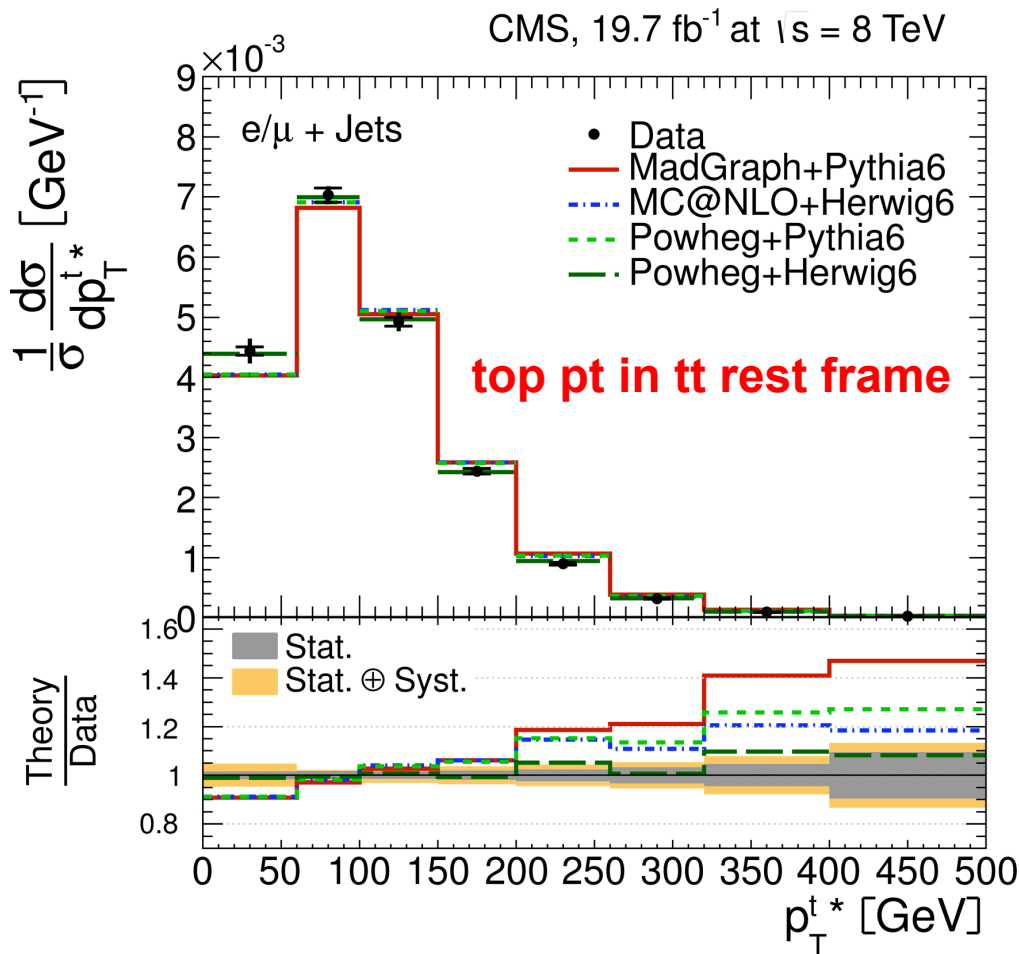 CMS, 19.7 fb⁻¹ at √s = 8 TeV
×10⁻³
e/μ + Jets
Data
MadGraph+Pythia6
MC@NLO+Herwig6
Powheg+Pythia6
Powheg+Herwig6
top pt in tt rest frame
1/σ dσ/dp_T^t* [GeV⁻¹]
9
8
7
6
5
4
3
2
1
0
Stat.
Stat. ⊕ Syst.
Theory
Data
1.6
1.4
1.2
1
0.8
0 50 100 150 200 250 300 350 400 450 500
p_T^t* [GeV]